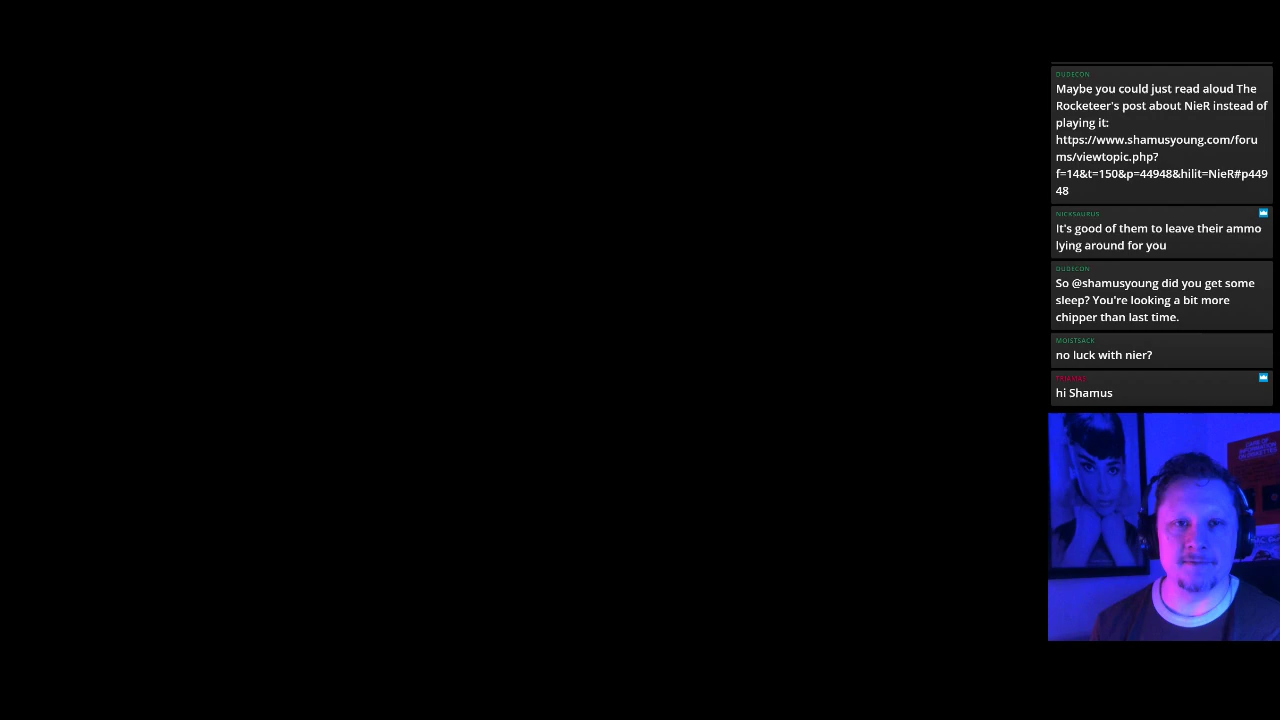 DUDECON
Maybe you could just read aloud The
Rocketeer's post about NieR instead of
playing it:
https://www.shamusyoung.com/foru
ms/viewtopic.php?
f=14&t=150&p=44948&hilit=NieR#p449
48
NICKSAURUS
It's good of them to leave their ammo
lying around for you
DUDECON
So @shamusyoung did you get some
sleep? You're looking a bit more
chipper than last time.
MOISTSACK
no luck with nier?
hi Shamus